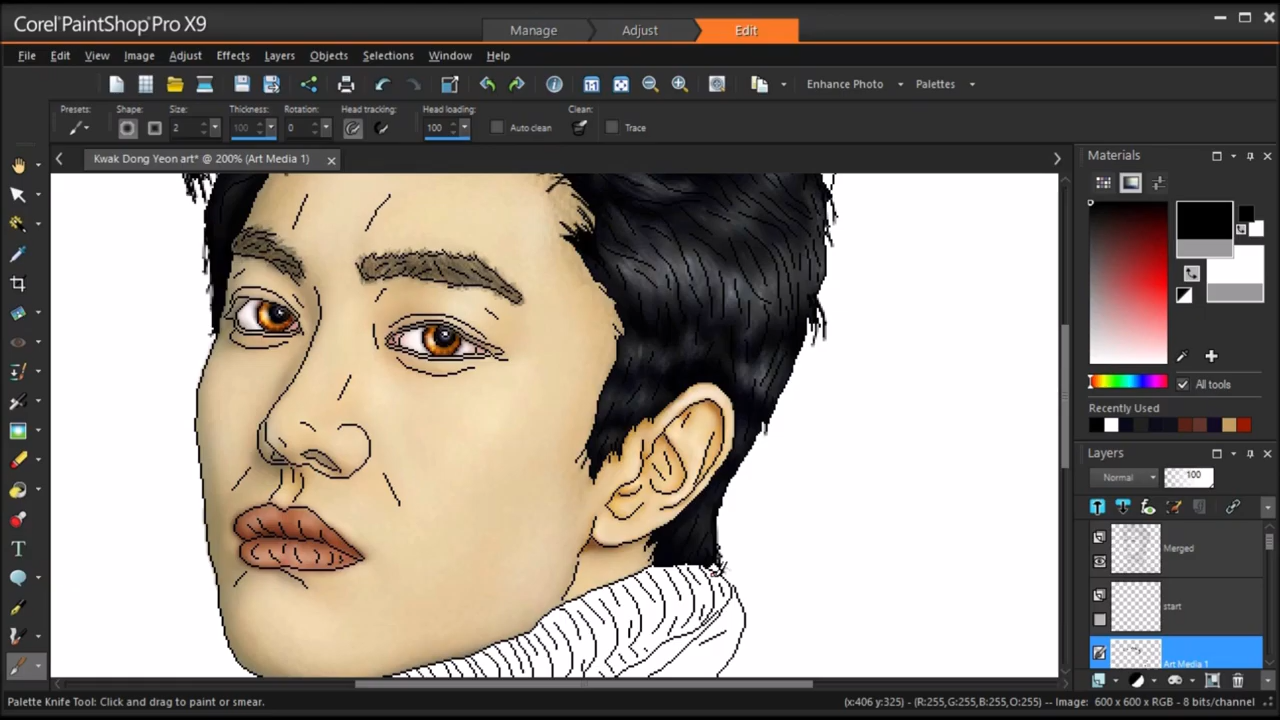 Corel PaintShop Pro X9
Manage Adjust Edit
File Edit View Image Adjust Effects Layers Objects Selections Window Help
Enhance Photo Palettes
Presets: Shape: Size: Thickness: Rotation: Head tracking: Head loading: Clean:
2 100 0 100 Auto clean Trace
Kwak Dong Yeon art* @ 200% (Art Media 1)
Materials
All tools
Recently Used
Layers
Normal 100
Merged
start
Art Media 1
Palette Knife Tool: Click and drag to paint or smear.
(x:406 y:325) - (R:255,G:255,B:255,O:255) -- Image: 600 x 600 x RGB - 8 bits/channel